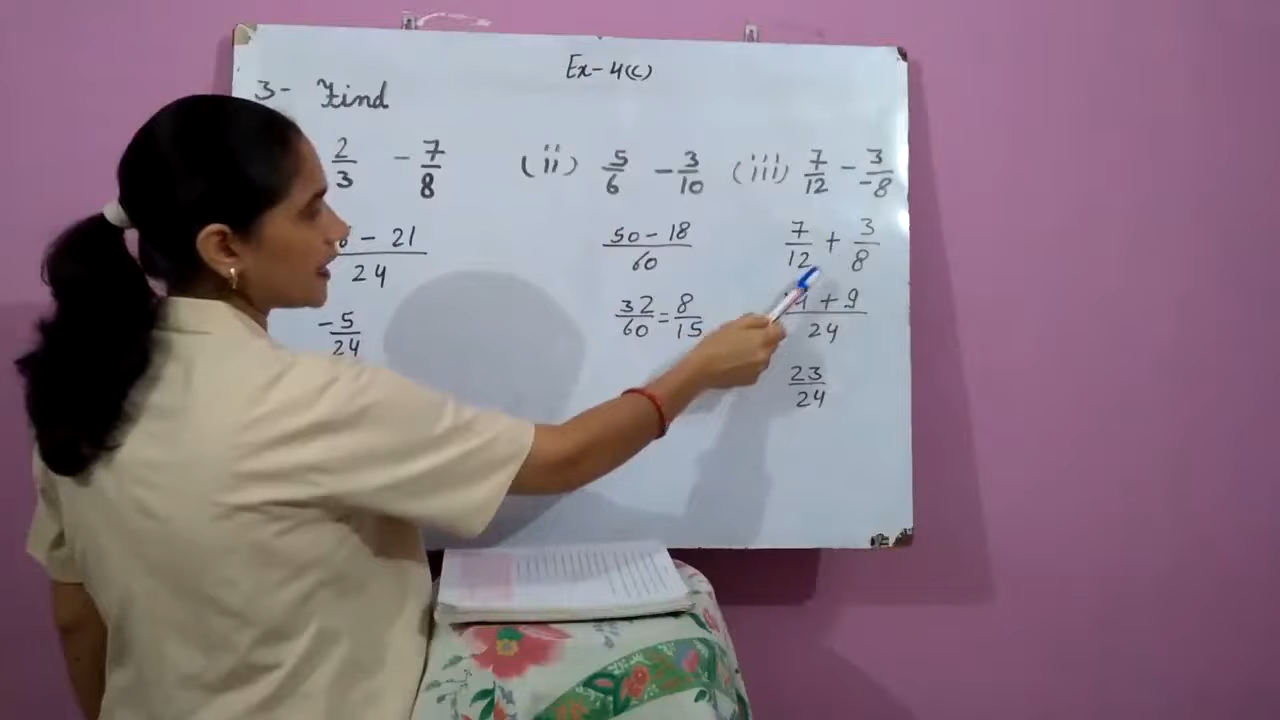 Ex-4(c)
3- Find
2/3 - 7/8
- 21
24
-5/24
(ii) 5/6 - 3/10
50-18/60
32/60 = 8/15
(iii) 7/12 - 3/-8
7/12 + 3/8
+ 9
24
23/24